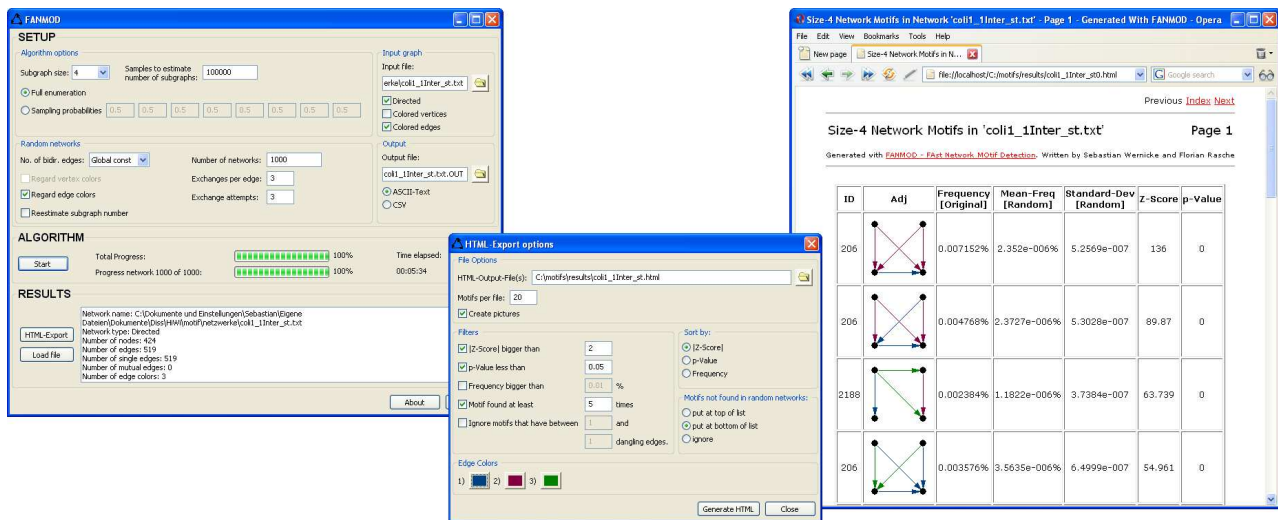 FANMOD
SETUP
Algorithm options
Subgraph size: 4
Samples to estimate number of subgraphs: 100000
Full enumeration
Sampling probabilities 0.5 0.5 0.5 0.5 0.5 0.5 0.5 0.5
Input graph
Input file:
erke\coli1_1Inter_st.txt
Directed
Colored vertices
Colored edges
Random networks
No. of bidir. edges: Global const
Number of networks: 1000
Regard vertex colors
Exchanges per edge: 3
Regard edge colors
Exchange attempts: 3
Reestimate subgraph number
Output
Output file:
coli1_1Inter_st.txt.OUT
ASCII-Text
CSV
ALGORITHM
Start
Total Progress: 100%
Time elapsed:
Progress network 1000 of 1000: 100%
00:05:34
RESULTS
HTML-Export
Load file
Network name: C:\Dokumente und Einstellungen\Sebastian\Eigene
Dateien\Dokumente\Diss\HiWi\motif\netzwerke\coli1_1Inter_st.txt
Network type: Directed
Number of nodes: 424
Number of edges: 519
Number of single edges: 519
Number of mutual edges: 0
Number of edge colors: 3
About
HTML-Export options
File Options
HTML-Output-File(s): C:\motifs\results\coli1_1Inter_st.html
Motifs per file: 20
Create pictures
Filters
|Z-Score| bigger than 2
p-Value less than 0.05
Frequency bigger than 0.01 %
Motif found at least 5 times
Ignore motifs that have between 1 and
1 dangling edges.
Sort by:
|Z-Score|
p-Value
Frequency
Motifs not found in random networks:
put at top of list
put at bottom of list
ignore
Edge Colors
1) 2) 3)
Generate HTML Close
Size-4 Network Motifs in Network 'coli1_1Inter_st.txt' - Page 1 - Generated With FANMOD - Opera
File Edit View Bookmarks Tools Help
New page Size-4 Network Motifs in N...
file://localhost/C:/motifs/results/coli1_1Inter_st0.html
Google search
Previous Index Next
Size-4 Network Motifs in 'coli1_1Inter_st.txt' Page 1
Generated with FANMOD - FAst Network MOtif Detection. Written by Sebastian Wernicke and Florian Rasche
ID Adj Frequency [Original] Mean-Freq [Random] Standard-Dev [Random] Z-Score p-Value
206 0.007152% 2.352e-006% 5.2569e-007 136 0
206 0.004768% 2.3727e-006% 5.3028e-007 89.87 0
2188 0.002384% 1.1822e-006% 3.7384e-007 63.739 0
206 0.003576% 3.5635e-006% 6.4999e-007 54.961 0